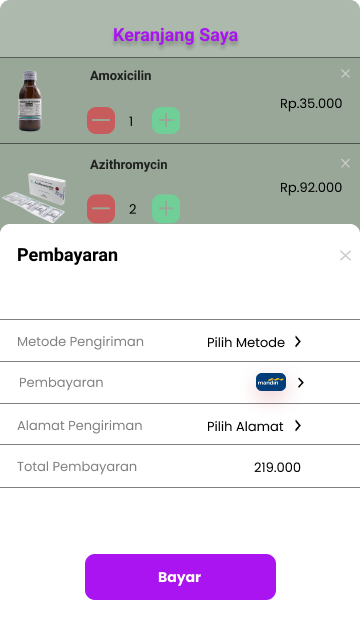 Keranjang Saya
Amoxicilin
Rp.35.000
1
Azithromycin
Rp.92.000
2
Pembayaran
Metode Pengiriman Pilih Metode
Pembayaran mandiri
Alamat Pengiriman Pilih Alamat
Total Pembayaran 219.000
Bayar